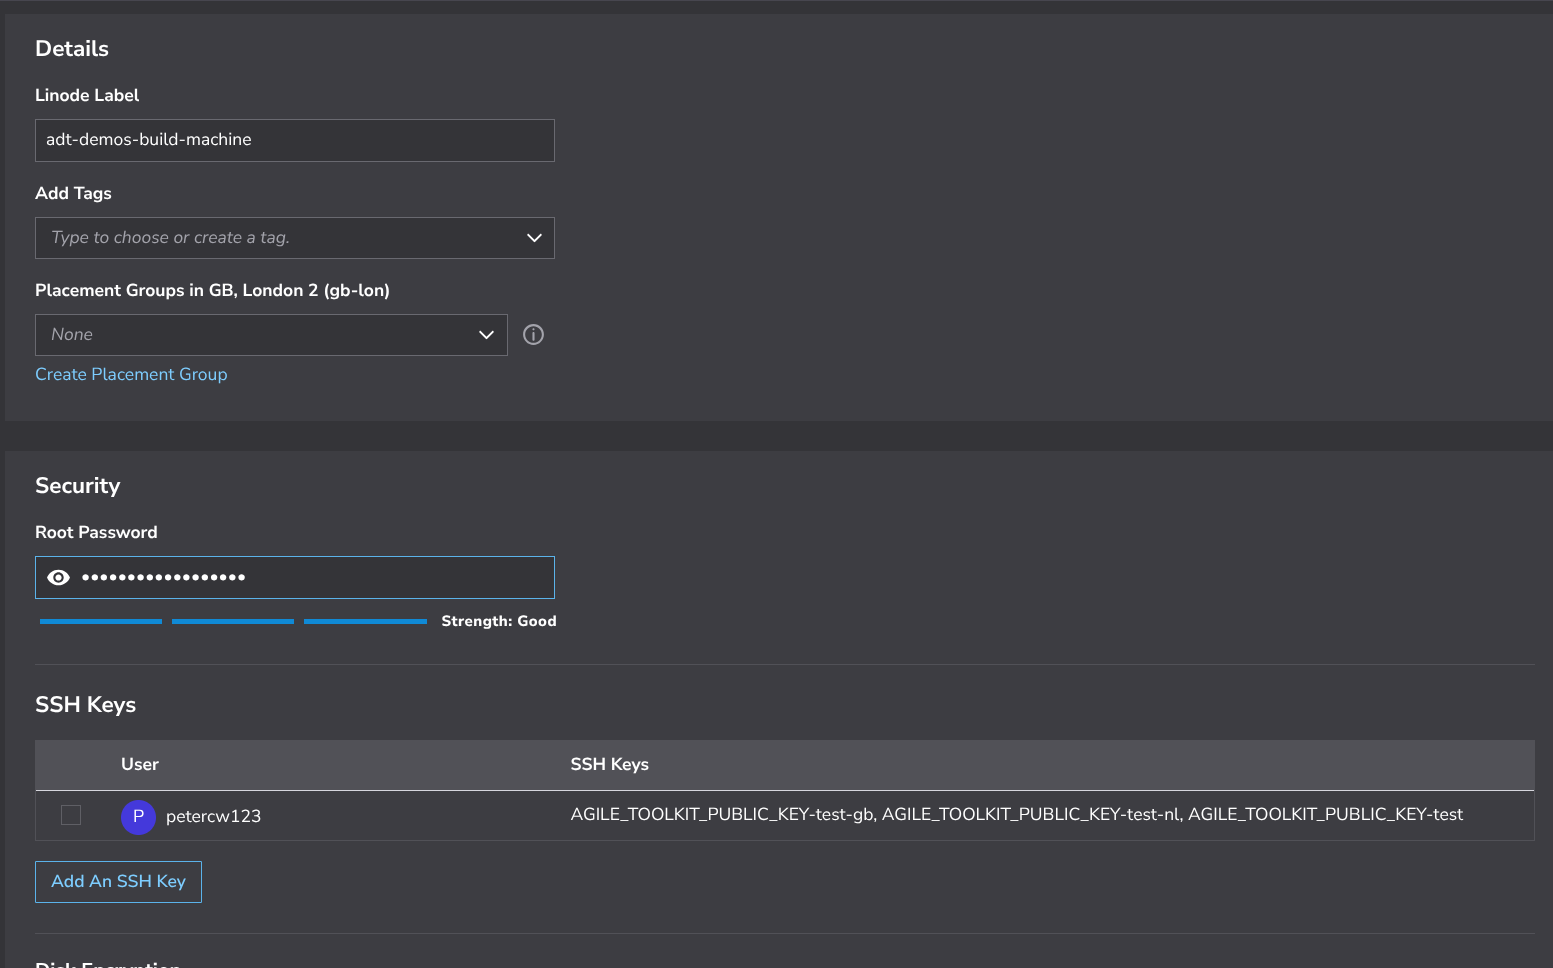 Details
Linode Label
adt-demos-build-machine
Add Tags
Type to choose or create a tag.
Placement Groups in GB, London 2 (gb-lon)
None
Create Placement Group
Security
Root Password
••••••••••••••••••
Strength: Good
SSH Keys
User SSH Keys
P petercw123 AGILE_TOOLKIT_PUBLIC_KEY-test-gb, AGILE_TOOLKIT_PUBLIC_KEY-test-nl, AGILE_TOOLKIT_PUBLIC_KEY-test
Add An SSH Key
Disk Encryption